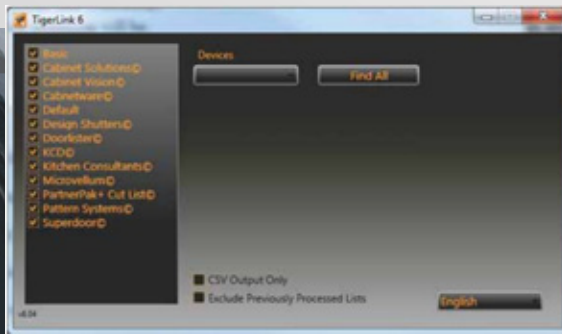 TigerLink 6
Basic
Cabinet Solutions©
Cabinet Vision©
Cabnetware©
Default
Design Shutters©
Doorlister©
KCD©
Kitchen Consultants©
Microvellum©
PartnerPak+ Cut List©
Pattern Systems©
Superdoor©
Devices
Find All
CSV Output Only
Exclude Previously Processed Lists
English
v6.04